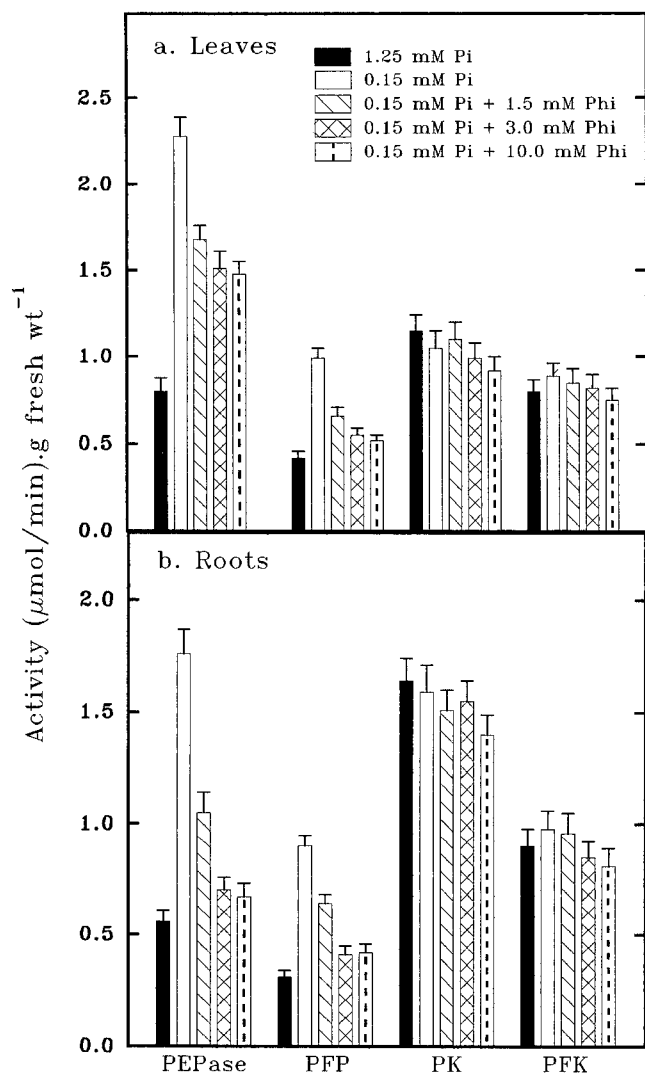 a. Leaves
1.25 mM Pi
0.15 mM Pi
0.15 mM Pi + 1.5 mM Phi
0.15 mM Pi + 3.0 mM Phi
0.15 mM Pi + 10.0 mM Phi
2.5
2.0
1.5
1.0
0.5
0.0
Activity (μmol/min).g fresh wt⁻¹
b. Roots
2.0
1.5
1.0
0.5
0.0
PEPase PFP PK PFK